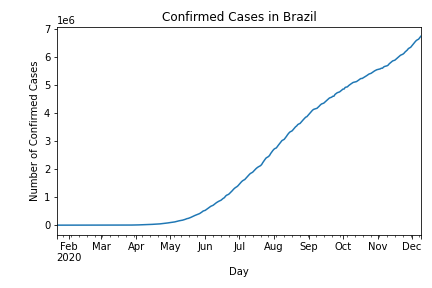 Confirmed Cases in Brazil
1e6
7
6
5
4
3
2
1
0
Number of Confirmed Cases
Feb Mar Apr May Jun Jul Aug Sep Oct Nov Dec
2020
Day